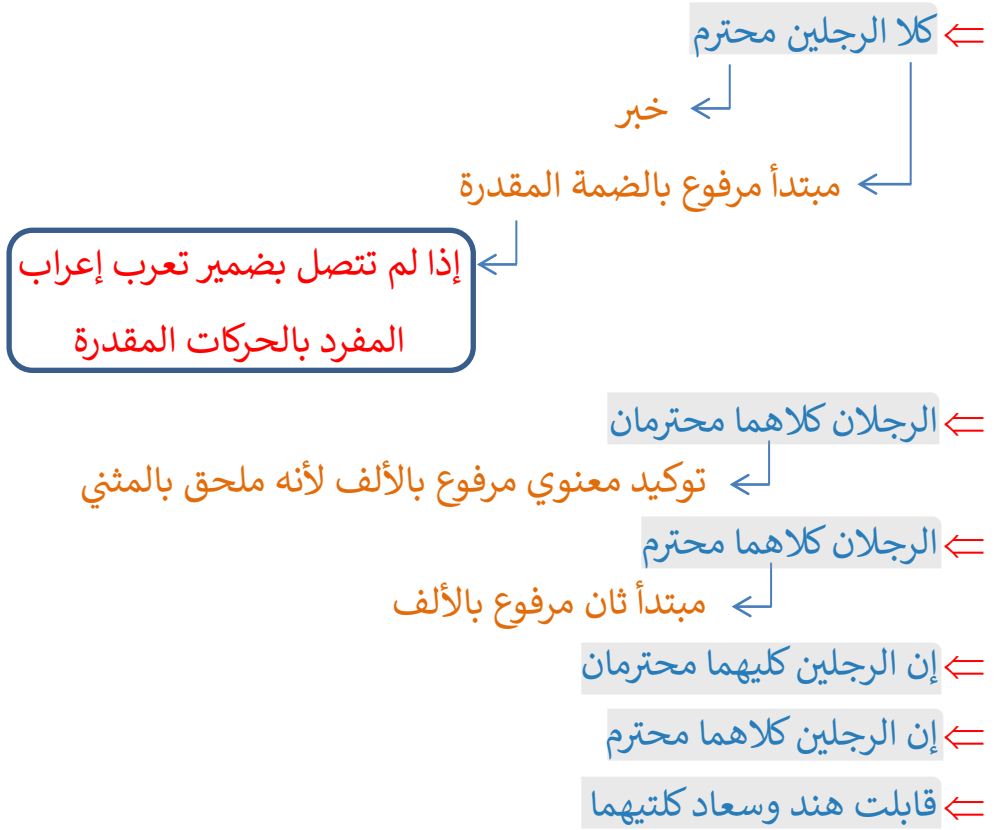 كلا الرجلين محترم
خبر
مبتدأ مرفوع بالضمة المقدرة
إذا لم تتصل بضمير تعرب إعراب
المفرد بالحركات المقدرة
الرجلان كلاهما محترمان
توكيد معنوي مرفوع بالألف لأنه ملحق بالمثني
الرجلان كلاهما محترم
مبتدأ ثان مرفوع بالألف
إن الرجلين كليهما محترمان
إن الرجلين كلاهما محترم
قابلت هند وسعاد كلتيهما